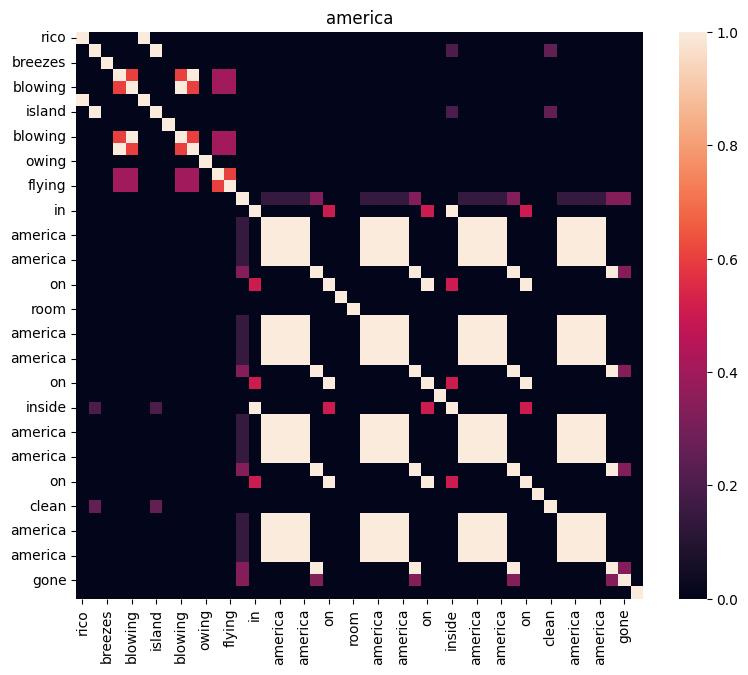 america
rico
breezes
blowing
island
blowing
owing
flying
in
america
america
on
room
america
america
on
inside
america
america
on
clean
america
america
gone
1.0
0.8
0.6
0.4
0.2
0.0
rico
breezes
blowing
island
blowing
owing
flying
in
america
america
on
room
america
america
on
inside
america
america
on
clean
america
america
gone